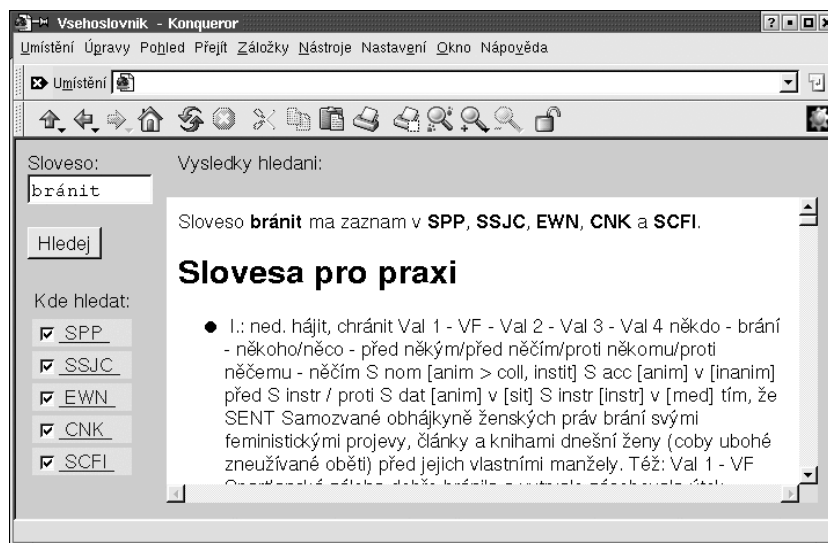 Vsehoslovnik - Konqueror
Umístění Úpravy Pohled Přejít Záložky Nástroje Nastavení Okno Nápověda
Umístění
Sloveso:
bránit
Hledej
Kde hledat:
SPP
SSJC
EWN
CNK
SCFI
Vysledky hledani:
Sloveso bránit ma zaznam v SPP, SSJC, EWN, CNK a SCFI.
Slovesa pro praxi
● I.: ned. hájit, chránit Val 1 - VF - Val 2 - Val 3 - Val 4 někdo - brání
- někoho/něco - před někým/před něčím/proti někomu/proti
něčemu - něčím S nom [anim > coll, instit] S acc [anim] v [inanim]
před S instr / proti S dat [anim] v [sit] S instr [instr] v [med] tím, že
SENT Samozvané obhájkyně ženských práv brání svými
feministickými projevy, články a knihami dnešní ženy (coby ubohé
zneužívané oběti) před jejich vlastními manžely. Též: Val 1 - VF